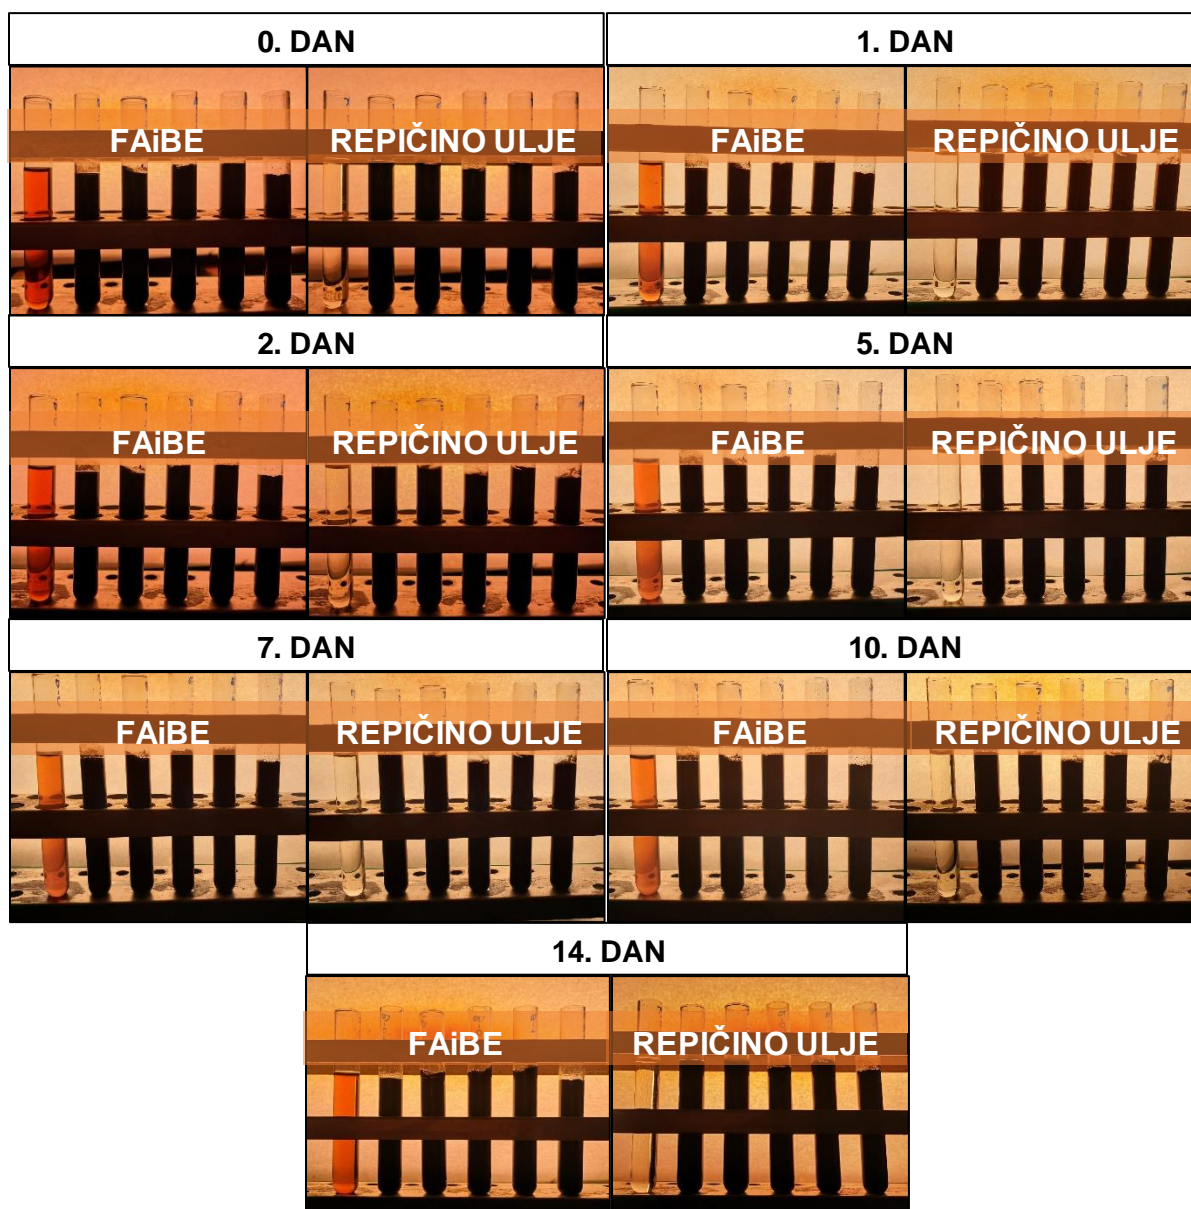 0. DAN
1. DAN
FAiBE
REPIČINO ULJE
FAiBE
REPIČINO ULJE
2. DAN
5. DAN
FAiBE
REPIČINO ULJE
FAiBE
REPIČINO ULJE
7. DAN
10. DAN
FAiBE
REPIČINO ULJE
FAiBE
REPIČINO ULJE
14. DAN
FAiBE
REPIČINO ULJE